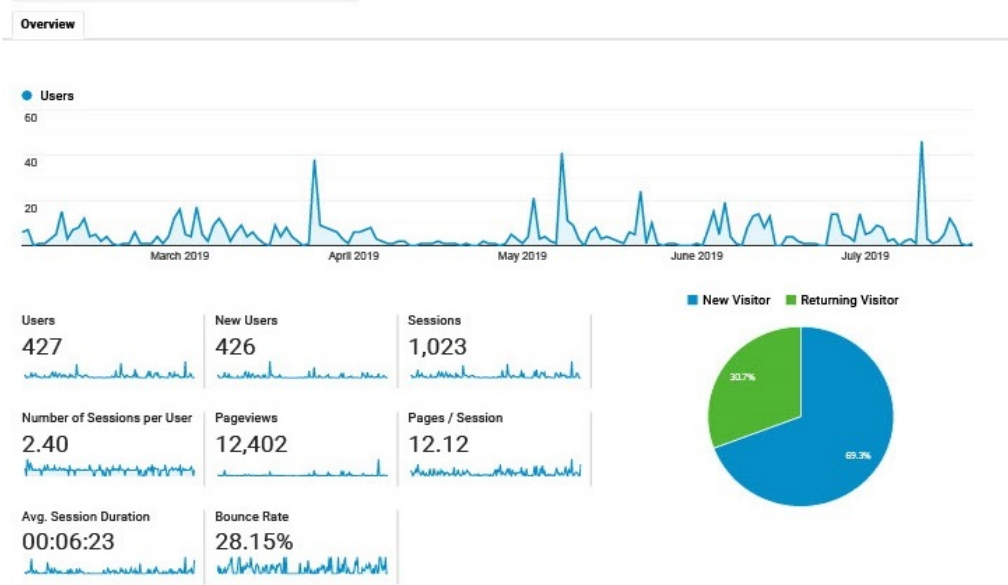 Overview
Users
60
40
20
March 2019 April 2019 May 2019 June 2019 July 2019
New Visitor Returning Visitor
Users New Users Sessions
427 426 1,023
Number of Sessions per User Pageviews Pages / Session
2.40 12,402 12.12
30.7%
69.3%
Avg. Session Duration Bounce Rate
00:06:23 28.15%